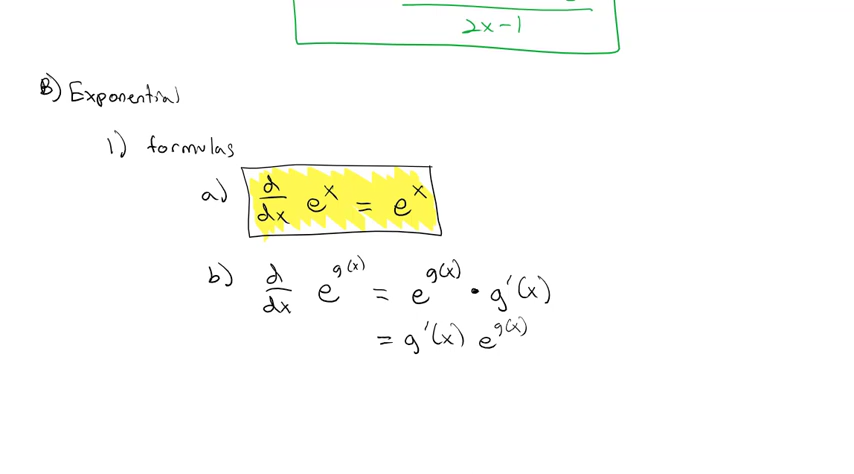 2x - 1
B) Exponential
1) formulas
a) d/dx e^x = e^x
b) d/dx e^g(x) = e^g(x) · g'(x)
= g'(x) e^g(x)